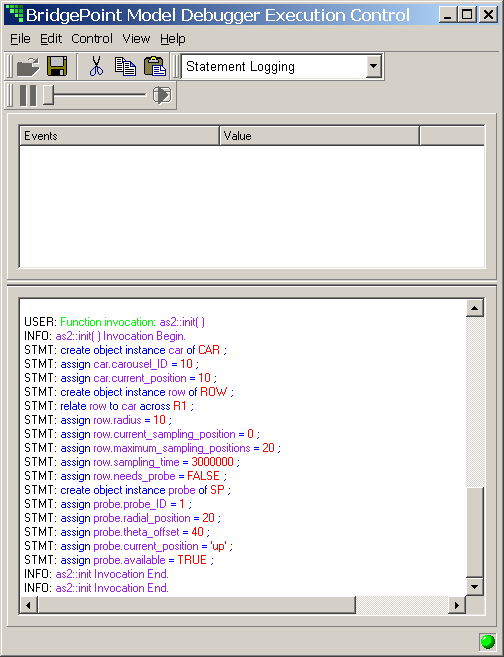 BridgePoint Model Debugger Execution Control
File Edit Control View Help
Statement Logging
Events Value
USER: Function invocation: as2::init( )
INFO: as2::init( ) Invocation Begin.
STMT: create object instance car of CAR ;
STMT: assign car.carousel_ID = 10 ;
STMT: assign car.current_position = 10 ;
STMT: create object instance row of ROW ;
STMT: relate row to car across R1 ;
STMT: assign row.radius = 10 ;
STMT: assign row.current_sampling_position = 0 ;
STMT: assign row.maximum_sampling_positions = 20 ;
STMT: assign row.sampling_time = 3000000 ;
STMT: assign row.needs_probe = FALSE ;
STMT: create object instance probe of SP ;
STMT: assign probe.probe_ID = 1 ;
STMT: assign probe.radial_position = 20 ;
STMT: assign probe.theta_offset = 40 ;
STMT: assign probe.current_position = 'up' ;
STMT: assign probe.available = TRUE ;
INFO: as2::init Invocation End.
INFO: as2::init Invocation End.